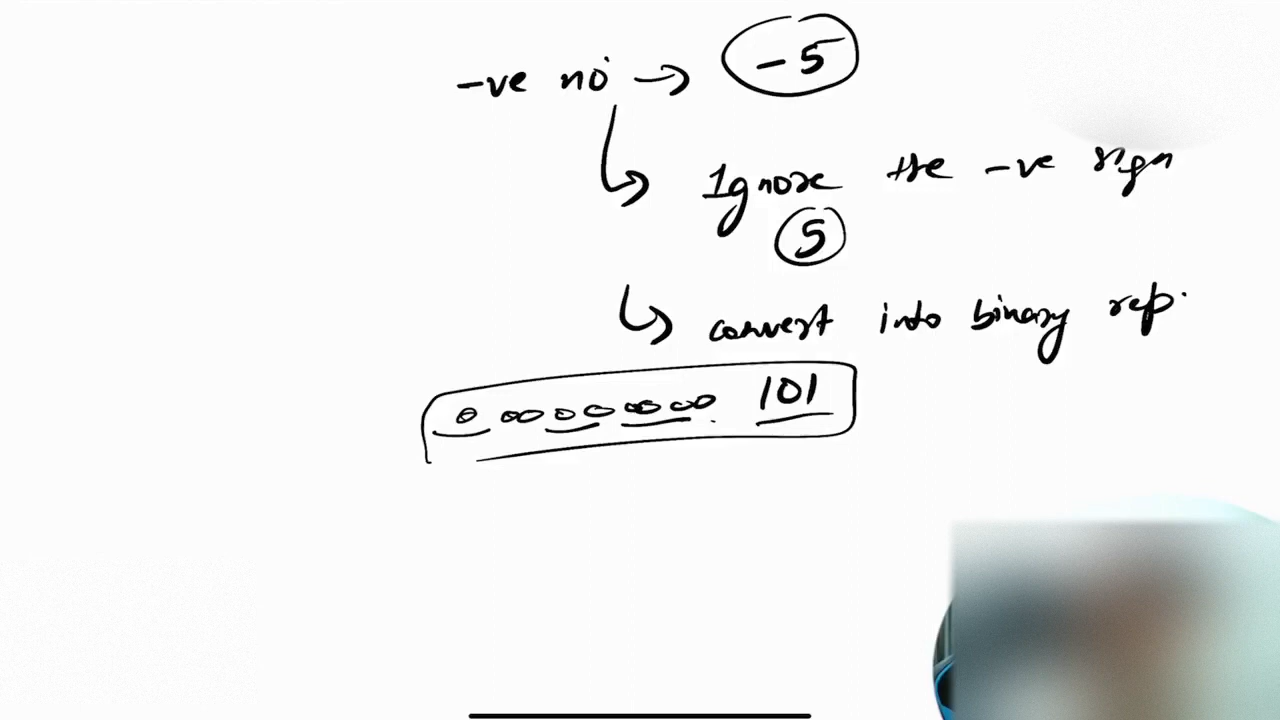 -ve no → -5
↳ Ignore the -ve sign
5
↳ convert into binary rep.
0 00 00 00 00 101